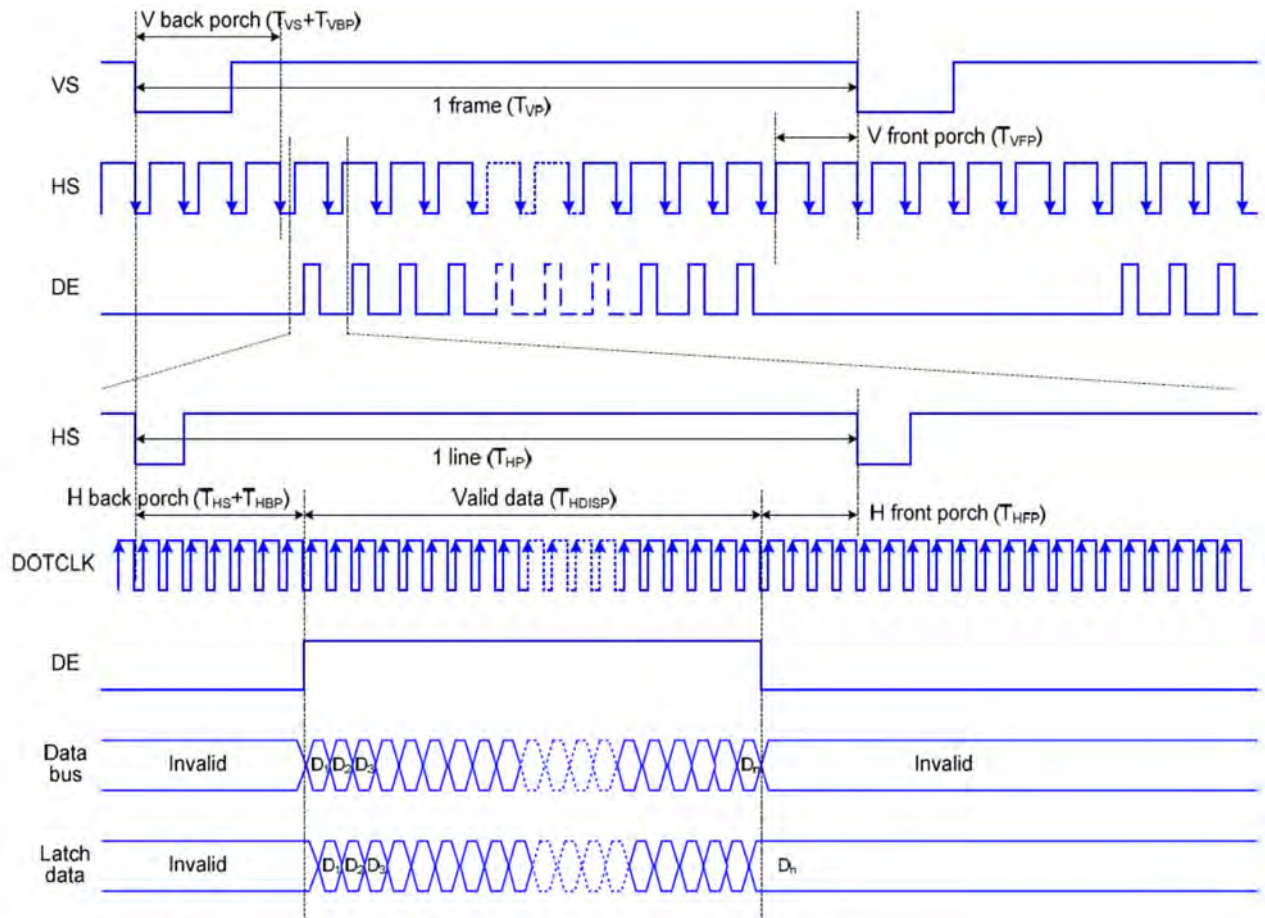 V back porch (TVS+TVBP)
VS
1 frame (TVP)
V front porch (TVFP)
HS
DE
HS
1 line (THP)
H back porch (THS+THBP)
Valid data (THDISP)
H front porch (THFP)
DOTCLK
DE
Data
bus
Invalid
D1 D2 D3
Dn
Invalid
Latch
data
Invalid
D1 D2 D3
Dn